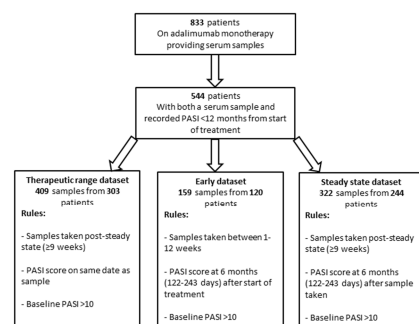 833 patients
On adalimumab monotherapy
providing serum samples
544 patients
With both a serum sample and
recorded PASI <12 months from start
of treatment
Therapeutic range dataset
409 samples from 303
patients
Rules:
- Samples taken post-steady
state (≥9 weeks)
- PASI score on same date as
sample
- Baseline PASI >10
Early dataset
159 samples from 120
patients
Rules:
- Samples taken between 1-
12 weeks
- PASI score at 6 months
(122-243 days) after start of
treatment
- Baseline PASI >10
Steady state dataset
322 samples from 244
patients
Rules:
- Samples taken post-steady
state (≥9 weeks)
- PASI score at 6 months
(122-243 days) after sample
taken
- Baseline PASI >10